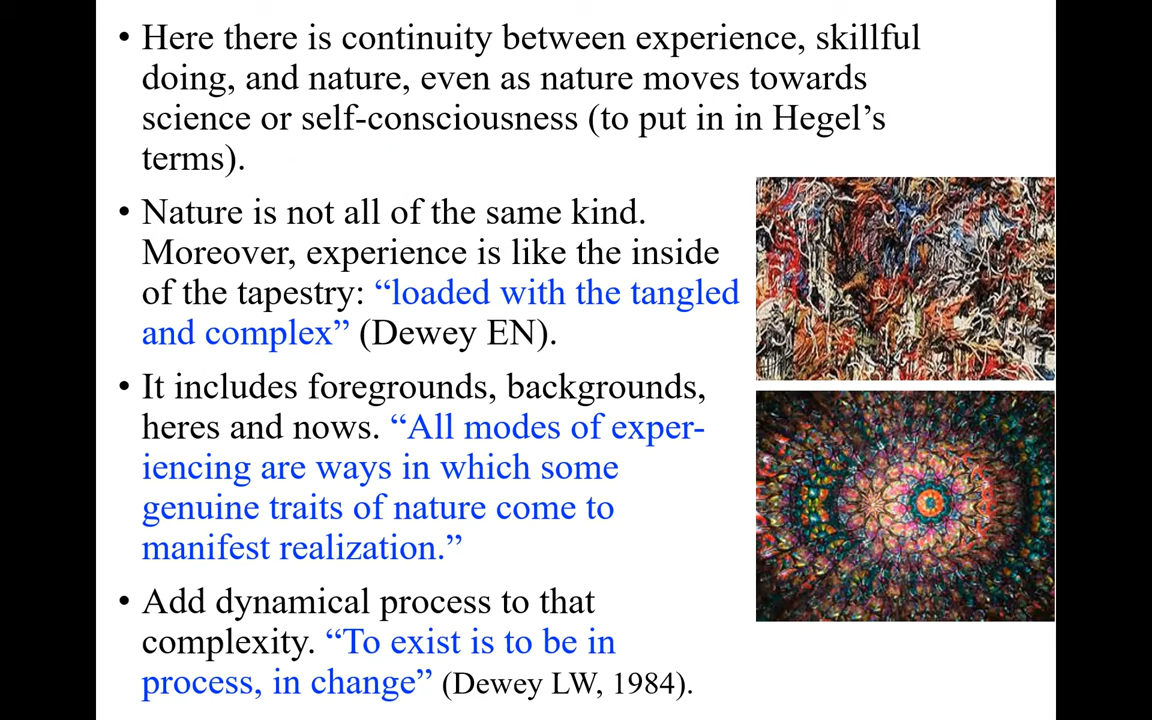 • Here there is continuity between experience, skillful
doing, and nature, even as nature moves towards
science or self-consciousness (to put in in Hegel’s
terms).
• Nature is not all of the same kind.
Moreover, experience is like the inside
of the tapestry: “loaded with the tangled
and complex” (Dewey EN).
• It includes foregrounds, backgrounds,
heres and nows. “All modes of exper-
iencing are ways in which some
genuine traits of nature come to
manifest realization.”
• Add dynamical process to that
complexity. “To exist is to be in
process, in change” (Dewey LW, 1984).